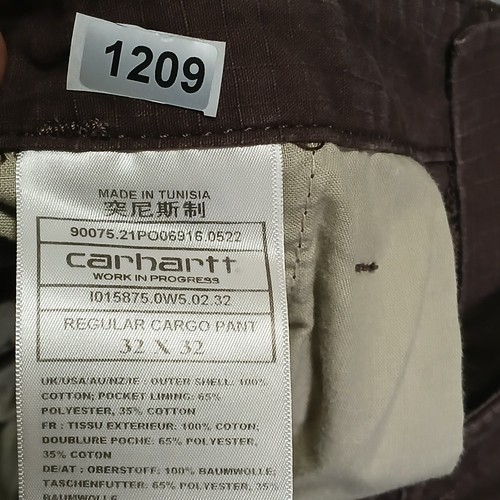 1209
MADE IN TUNISIA
突尼斯制
90075.21PO06916.0522
carhartt
WORK IN PROGRESS
I015875.0W5.02.32
REGULAR CARGO PANT
32 X 32
UK/USA/AU/NZ/IE : OUTER SHELL: 100%
COTTON; POCKET LINING: 65%
POLYESTER, 35% COTTON
FR : TISSU EXTERIEUR: 100% COTON;
DOUBLURE POCHE: 65% POLYESTER,
35% COTON
DE/AT : OBERSTOFF: 100% BAUMWOLLE;
TASCHENFUTTER: 65% POLYESTER, 35%
BAUMWOLLE